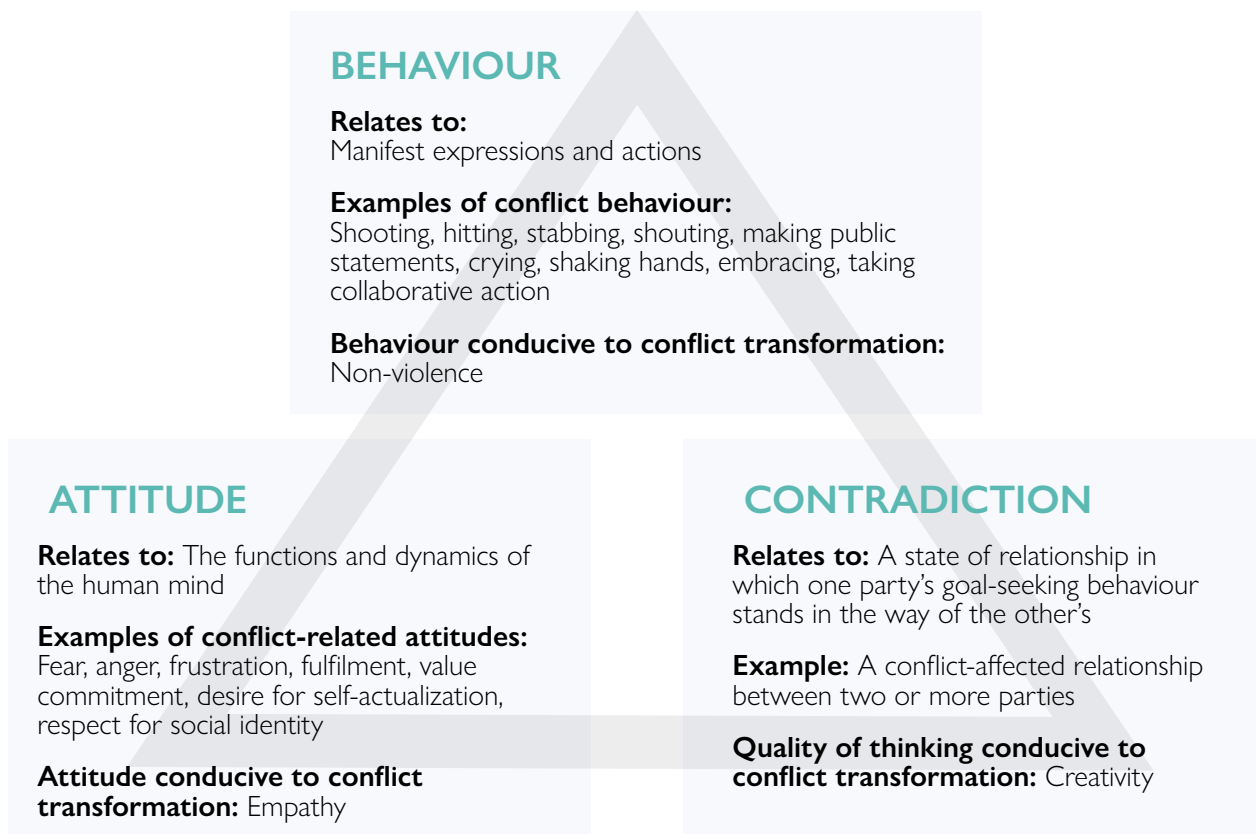 BEHAVIOUR
Relates to:
Manifest expressions and actions
Examples of conflict behaviour:
Shooting, hitting, stabbing, shouting, making public
statements, crying, shaking hands, embracing, taking
collaborative action
Behaviour conducive to conflict transformation:
Non-violence
ATTITUDE
Relates to: The functions and dynamics of
the human mind
Examples of conflict-related attitudes:
Fear, anger, frustration, fulfilment, value
commitment, desire for self-actualization,
respect for social identity
Attitude conducive to conflict
transformation: Empathy
CONTRADICTION
Relates to: A state of relationship in
which one party’s goal-seeking behaviour
stands in the way of the other’s
Example: A conflict-affected relationship
between two or more parties
Quality of thinking conducive to
conflict transformation: Creativity